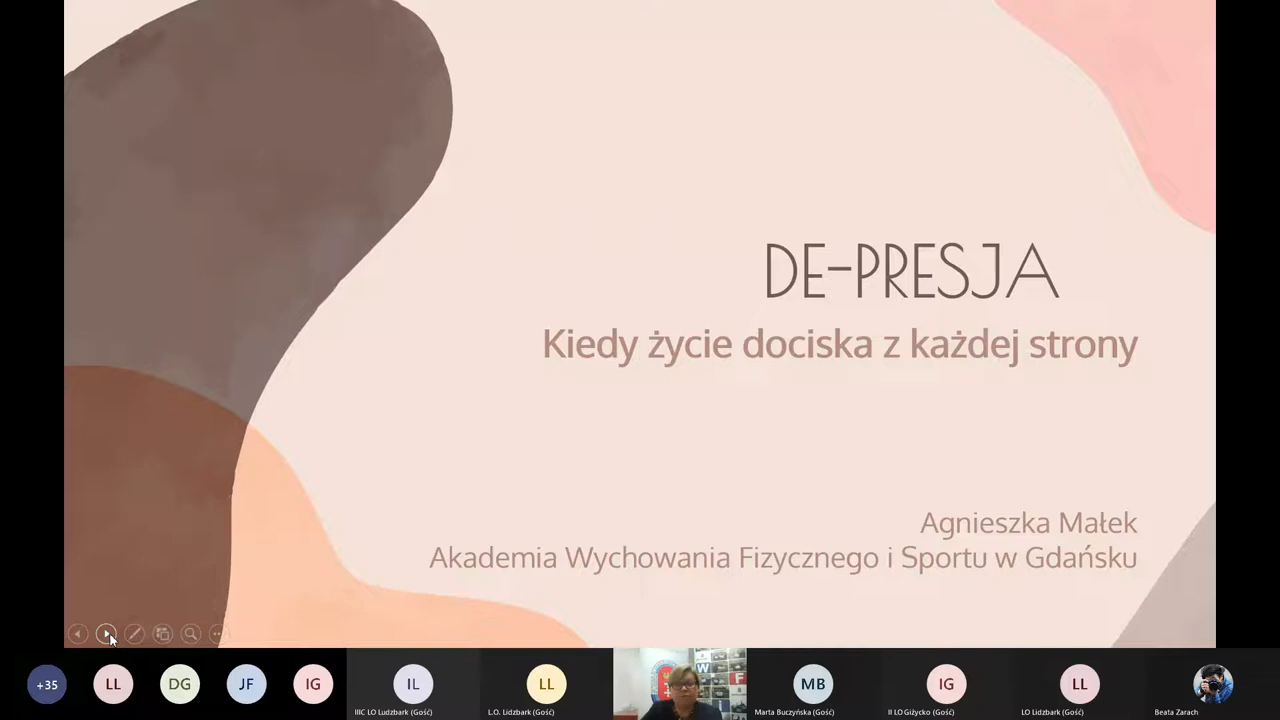 DE-PRESJA
Kiedy życie dociska z każdej strony
Agnieszka Małek
Akademia Wychowania Fizycznego i Sportu w Gdańsku
+35
LL
DG
JF
IG
IL
LL
W
F
MB
IG
LL
IIIC LO Ludzbark (Gość)
L.O. Lidzbark (Gość)
Marta Buczyńska (Gość)
II LO Giżycko (Gość)
LO Lidzbark (Gość)
Beata Zarach